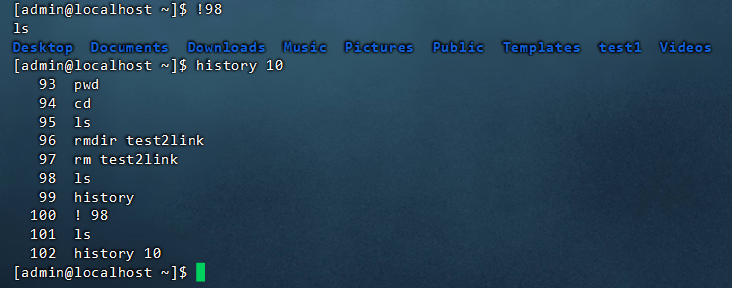 [admin@localhost ~]$ !98
ls
Desktop  Documents  Downloads  Music  Pictures  Public  Templates  test1  Videos
[admin@localhost ~]$ history 10
   93  pwd
   94  cd
   95  ls
   96  rmdir test2link
   97  rm test2link
   98  ls
   99  history
  100  ! 98
  101  ls
  102  history 10
[admin@localhost ~]$